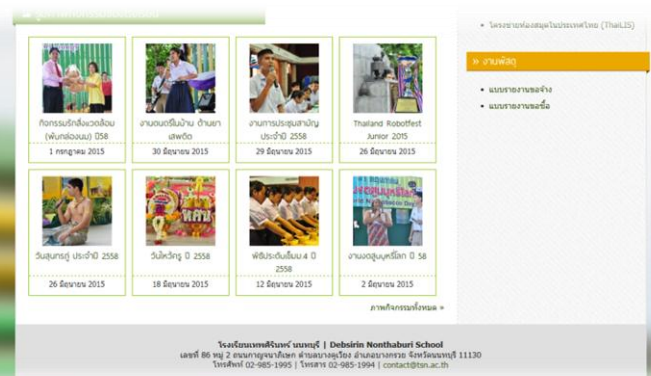 โครงข่ายห้องสมุดในประเทศไทย (ThaiLIS)
» งานพัสดุ
แบบรายงานขอจ้าง
แบบรายงานขอซื้อ
กิจกรรมรักสิ่งแวดล้อม
(พับกล่องนม) ปี58
1 กรกฎาคม 2015
งานดนตรีในบ้าน ต้านยา
เสพติด
30 มิถุนายน 2015
งานการประชุมสามัญ
ประจำปี 2558
29 มิถุนายน 2015
Thailand Robotfest
Junior 2015
26 มิถุนายน 2015
วันสุนทรภู่ ประจำปี 2558
26 มิถุนายน 2015
วันไหว้ครู ปี 2558
18 มิถุนายน 2015
พิธีประดับเข็มม.4 ปี
2558
12 มิถุนายน 2015
งานงดสูบบุหรี่โลก ปี 58
2 มิถุนายน 2015
ภาพกิจกรรมทั้งหมด »
โรงเรียนเทพศิรินทร์ นนทบุรี | Debsirin Nonthaburi School
เลขที่ 86 หมู่ 2 ถนนกาญจนาภิเษก ตำบลบางคูเวียง อำเภอบางกรวย จังหวัดนนทบุรี 11130
โทรศัพท์ 02-985-1995 | โทรสาร 02-985-1994 | contact@tsn.ac.th